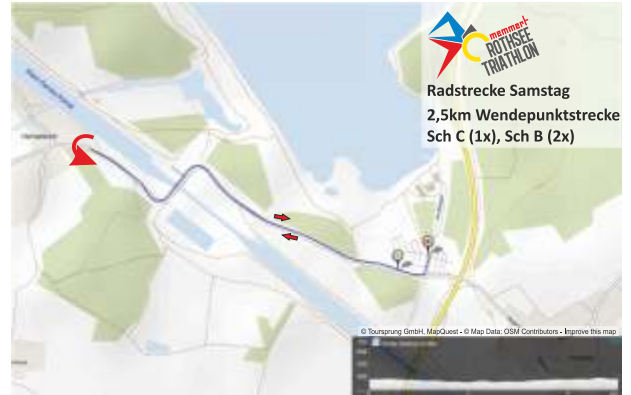 memmert
ROTHSEE
TRIATHLON
Radstrecke Samstag
2,5km Wendepunktstrecke
Sch C (1x), Sch B (2x)
© Toursprung GmbH, MapQuest - © Map Data: OSM Contributors - Improve this map